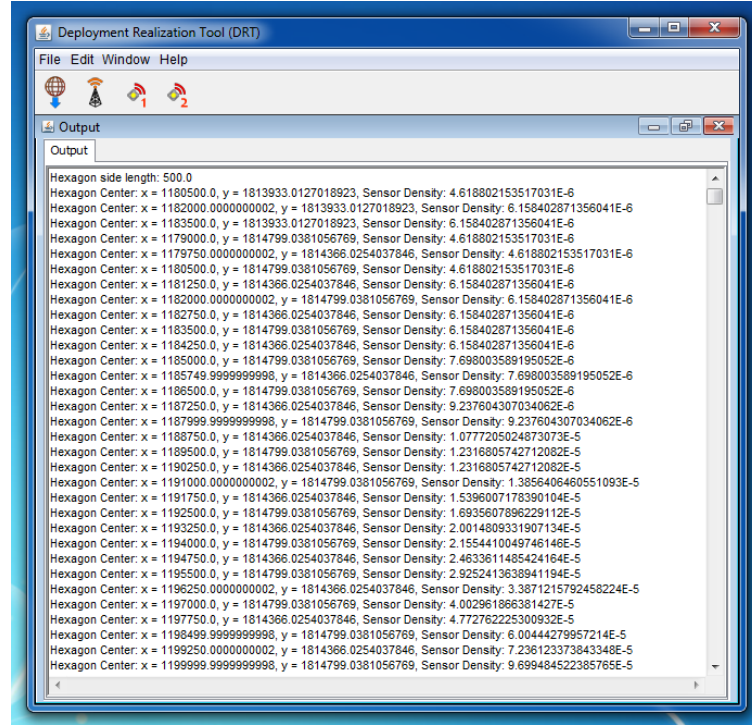 Deployment Realization Tool (DRT)
File Edit Window Help
1 2
Output
Output
Hexagon side length: 500.0
Hexagon Center: x = 1180500.0, y = 1813933.0127018923, Sensor Density: 4.618802153517031E-6
Hexagon Center: x = 1182000.0000000002, y = 1813933.0127018923, Sensor Density: 6.158402871356041E-6
Hexagon Center: x = 1183500.0, y = 1813933.0127018923, Sensor Density: 6.158402871356041E-6
Hexagon Center: x = 1179000.0, y = 1814799.0381056769, Sensor Density: 4.618802153517031E-6
Hexagon Center: x = 1179750.0000000002, y = 1814366.0254037846, Sensor Density: 4.618802153517031E-6
Hexagon Center: x = 1180500.0, y = 1814799.0381056769, Sensor Density: 4.618802153517031E-6
Hexagon Center: x = 1181250.0, y = 1814366.0254037846, Sensor Density: 6.158402871356041E-6
Hexagon Center: x = 1182000.0000000002, y = 1814799.0381056769, Sensor Density: 6.158402871356041E-6
Hexagon Center: x = 1182750.0, y = 1814366.0254037846, Sensor Density: 6.158402871356041E-6
Hexagon Center: x = 1183500.0, y = 1814799.0381056769, Sensor Density: 6.158402871356041E-6
Hexagon Center: x = 1184250.0, y = 1814366.0254037846, Sensor Density: 6.158402871356041E-6
Hexagon Center: x = 1185000.0, y = 1814799.0381056769, Sensor Density: 7.698003589195052E-6
Hexagon Center: x = 1185749.9999999998, y = 1814366.0254037846, Sensor Density: 7.698003589195052E-6
Hexagon Center: x = 1186500.0, y = 1814799.0381056769, Sensor Density: 7.698003589195052E-6
Hexagon Center: x = 1187250.0, y = 1814366.0254037846, Sensor Density: 9.237604307034062E-6
Hexagon Center: x = 1187999.9999999998, y = 1814799.0381056769, Sensor Density: 9.237604307034062E-6
Hexagon Center: x = 1188750.0, y = 1814366.0254037846, Sensor Density: 1.0777205024873073E-5
Hexagon Center: x = 1189500.0, y = 1814799.0381056769, Sensor Density: 1.2316805742712082E-5
Hexagon Center: x = 1190250.0, y = 1814366.0254037846, Sensor Density: 1.2316805742712082E-5
Hexagon Center: x = 1191000.0000000002, y = 1814799.0381056769, Sensor Density: 1.3856406460551093E-5
Hexagon Center: x = 1191750.0, y = 1814366.0254037846, Sensor Density: 1.5396007178390104E-5
Hexagon Center: x = 1192500.0, y = 1814799.0381056769, Sensor Density: 1.6935607896229112E-5
Hexagon Center: x = 1193250.0, y = 1814366.0254037846, Sensor Density: 2.0014809331907134E-5
Hexagon Center: x = 1194000.0, y = 1814799.0381056769, Sensor Density: 2.1554410049746146E-5
Hexagon Center: x = 1194750.0, y = 1814366.0254037846, Sensor Density: 2.4633611485424164E-5
Hexagon Center: x = 1195500.0, y = 1814799.0381056769, Sensor Density: 2.9252413638941194E-5
Hexagon Center: x = 1196250.0000000002, y = 1814366.0254037846, Sensor Density: 3.3871215792458224E-5
Hexagon Center: x = 1197000.0, y = 1814799.0381056769, Sensor Density: 4.002961866381427E-5
Hexagon Center: x = 1197750.0, y = 1814366.0254037846, Sensor Density: 4.772762225300932E-5
Hexagon Center: x = 1198499.9999999998, y = 1814799.0381056769, Sensor Density: 6.00444279957214E-5
Hexagon Center: x = 1199250.0000000002, y = 1814366.0254037846, Sensor Density: 7.236123373843348E-5
Hexagon Center: x = 1199999.9999999998, y = 1814799.0381056769, Sensor Density: 9.699484522385765E-5